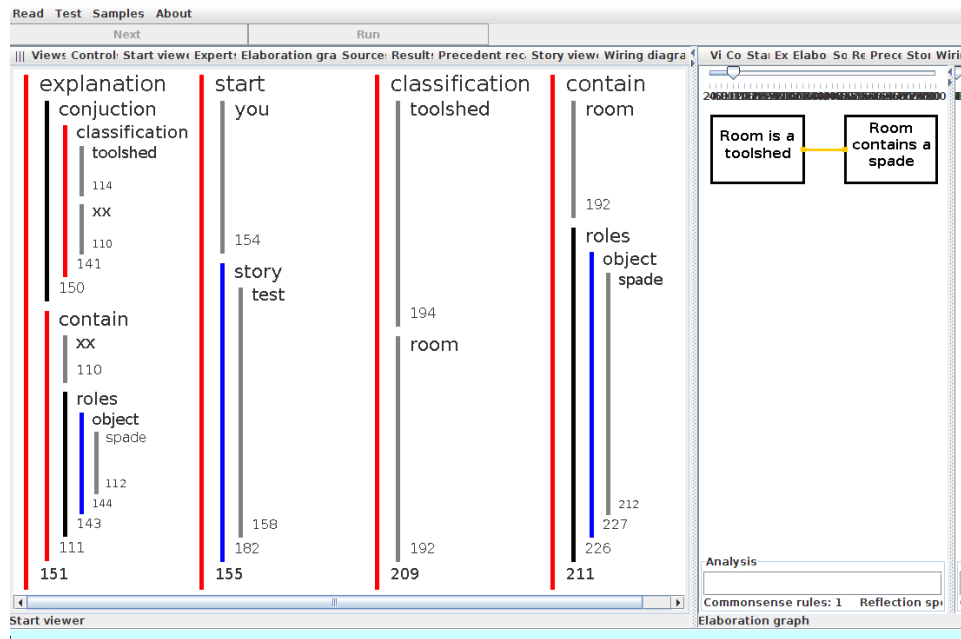 Read Test Samples About
Next Run
||| Views Control Start viewe Expert Elaboration gra Source Result Precedent rec Story viewe Wiring diagra
Vi Co Sta Ex Elabo So Re Prece Stor Wiri
explanation
conjuction
classification
toolshed
114
xx
110
141
150
contain
xx
110
roles
object
spade
112
144
143
111
151
start
you
154
story
test
158
182
155
classification
toolshed
194
room
192
209
contain
room
192
roles
object
spade
212
227
226
211
Room is a
toolshed
Room
contains a
spade
Analysis
Commonsense rules: 1 Reflection sp
Start viewer
Elaboration graph